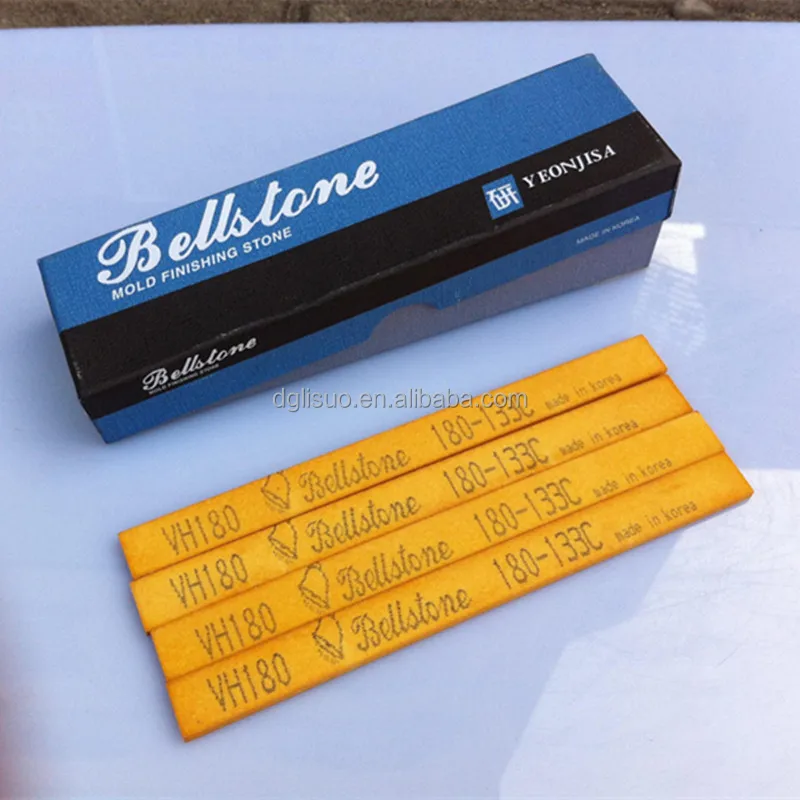 Bellstone
MOLD FINISHING STONE
研 YEONJISA
MADE IN KOREA
Bellstone
MOLD FINISHING STONE
dglisuo.en.alibaba.com
VH180 Bellstone 180-133C made in korea
VH180 Bellstone 180-133C made in korea
VH180 Bellstone 180-133C made in korea
VH180 Bellstone 180-133C made in korea